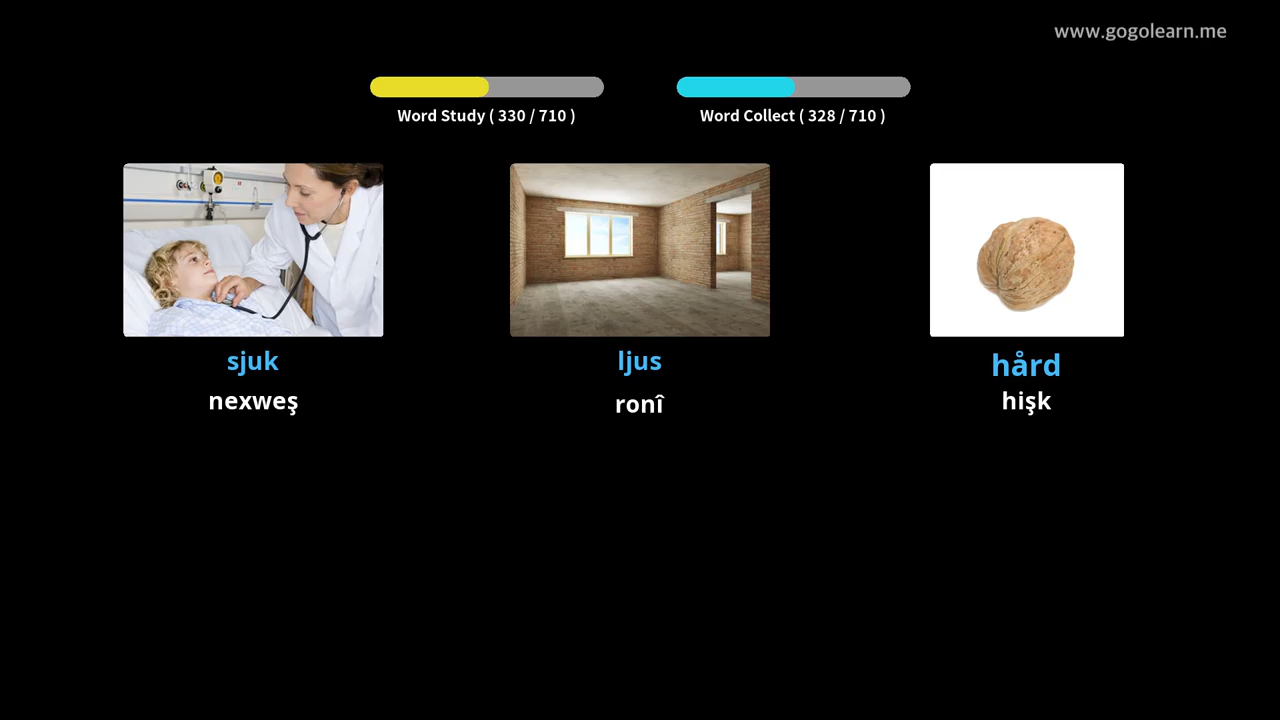 www.gogolearn.me
Word Study ( 330 / 710 )
Word Collect ( 328 / 710 )
sjuk
nexweş
ljus
ronî
hård
hişk